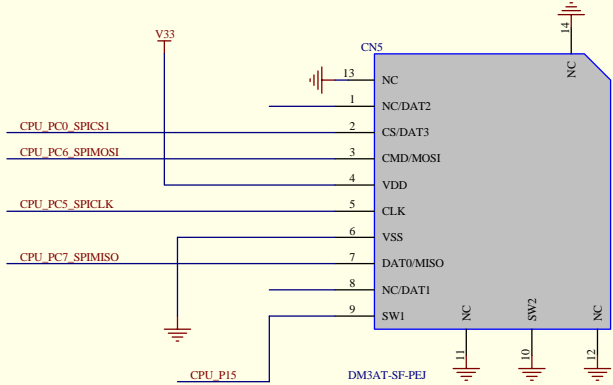 14
V33
CN5
NC
13 NC
1 NC/DAT2
CPU_PC0_SPICS1 2 CS/DAT3
CPU_PC6_SPIMOSI 3 CMD/MOSI
4 VDD
CPU_PC5_SPICLK 5 CLK
6 VSS
CPU_PC7_SPIMISO 7 DAT0/MISO
8 NC/DAT1
9 SW1
NC SW2 NC
11 10 12
CPU_P15 DM3AT-SF-PEJ